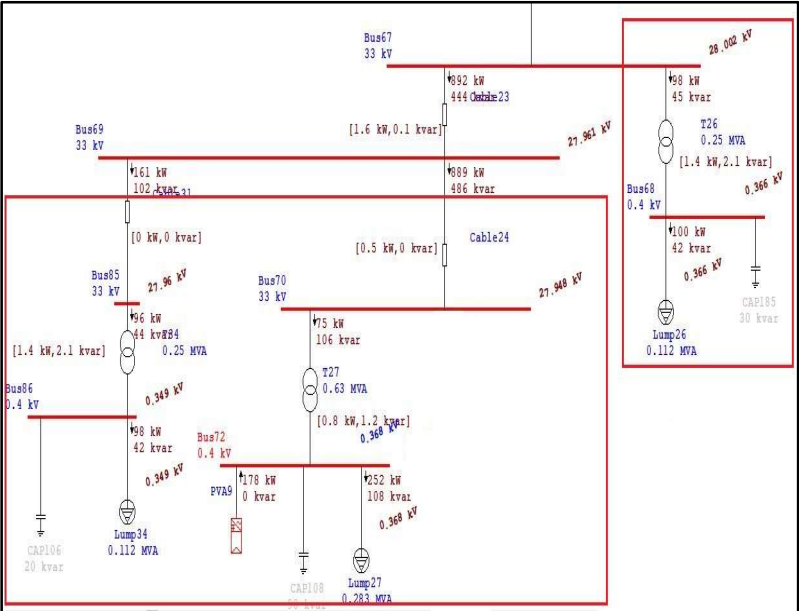 Bus67
33 kV
28.002 kV
892 kW
444 kvar
Cable23
[1.6 kW,0.1 kvar]
98 kW
45 kvar
T26
0.25 MVA
[1.4 kW,2.1 kvar]
Bus69
33 kV
27.961 kV
161 kW
102 kvar
Cable31
889 kW
486 kvar
Bus68
0.4 kV
0.366 kV
100 kW
42 kvar
0.366 kV
CAP185
30 kvar
Lump26
0.112 MVA
[0 kW,0 kvar]
[0.5 kW,0 kvar]
Cable24
Bus85
33 kV
27.96 kV
Bus70
33 kV
27.948 kV
96 kW
44 kvar
T34
0.25 MVA
[1.4 kW,2.1 kvar]
75 kW
106 kvar
T27
0.63 MVA
[0.8 kW,1.2 kvar]
Bus86
0.4 kV
0.349 kV
98 kW
42 kvar
0.349 kV
Bus72
0.4 kV
0.368 kV
PVA9
178 kW
0 kvar
252 kW
108 kvar
0.368 kV
CAP106
20 kvar
Lump34
0.112 MVA
CAP108
Lump27
0.283 MVA